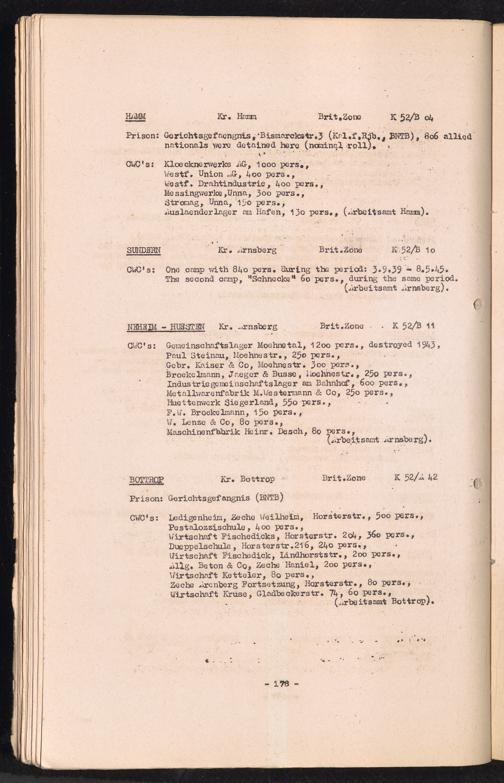 HAMM Kr. Hamm Brit.Zone K 52/B 04
Prison: Gerichtsgefaengnis, Bismarckstr.3 (Kal.f.Rüb., BNTB), 806 allied
nationals were detained here (nominal roll).
CWC's: Kloecknerwerke AG, 1000 pers.,
Westf. Union AG, 400 pers.,
Westf. Drahtindustrie, 400 pers.,
Messingwerke, Unna, 300 pers.,
Stromag, Unna, 150 pers.,
Auslaenderlager am Hafen, 130 pers., (Arbeitsamt Hamm).
SUNDERN Kr. Arnsberg Brit.Zone K 52/B 10
CWC's: One camp with 840 pers. during the period: 3.9.39 - 8.5.45.
The second camp, "Schnecke" 60 pers., during the same period.
(Arbeitsamt Arnsberg).
NEHEIM - HUESTEN Kr. Arnsberg Brit.Zone K 52/B 11
CWC's: Gemeinschaftslager Moehnetal, 1200 pers., destroyed 1943,
Paul Steinau, Moehnestr., 250 pers.,
Gebr. Kaiser & Co, Moehnestr. 300 pers.,
Broekelmann, Jaeger & Busse, Moehnestr., 250 pers.,
Industriegemeinschaftslager am Bahnhof, 600 pers.,
Metallwarenfabrik M.Westermann & Co, 250 pers.,
Huettenwerk Siegerland, 550 pers.,
F.W. Broekelmann, 150 pers.,
W. Lenze & Co, 80 pers.,
Maschinenfabrik Heinr. Desch, 80 pers.,
(Arbeitsamt Arnsberg).
BOTTROP Kr. Bottrop Brit.Zone K 52/A 42
Prison: Gerichtsgefangnis (BNTB)
CWC's: Ledigenheim, Zeche Weilheim, Horsterstr., 500 pers.,
Pestalozzischule, 400 pers.,
Wirtschaft Fischedicks, Horsterstr. 204, 360 pers.,
Dueppelschule, Horsterstr.216, 240 pers.,
Wirtschaft Fischedick, Lindhorststr., 200 pers.,
Allg. Beton & Co, Zeche Haniel, 200 pers.,
Wirtschaft Ketteler, 80 pers.,
Zeche Arenberg Fortsetzung, Horsterstr., 80 pers.,
Wirtschaft Kruse, Gladbeckerstr. 74, 60 pers.,
(Arbeitsamt Bottrop).
- 178 -